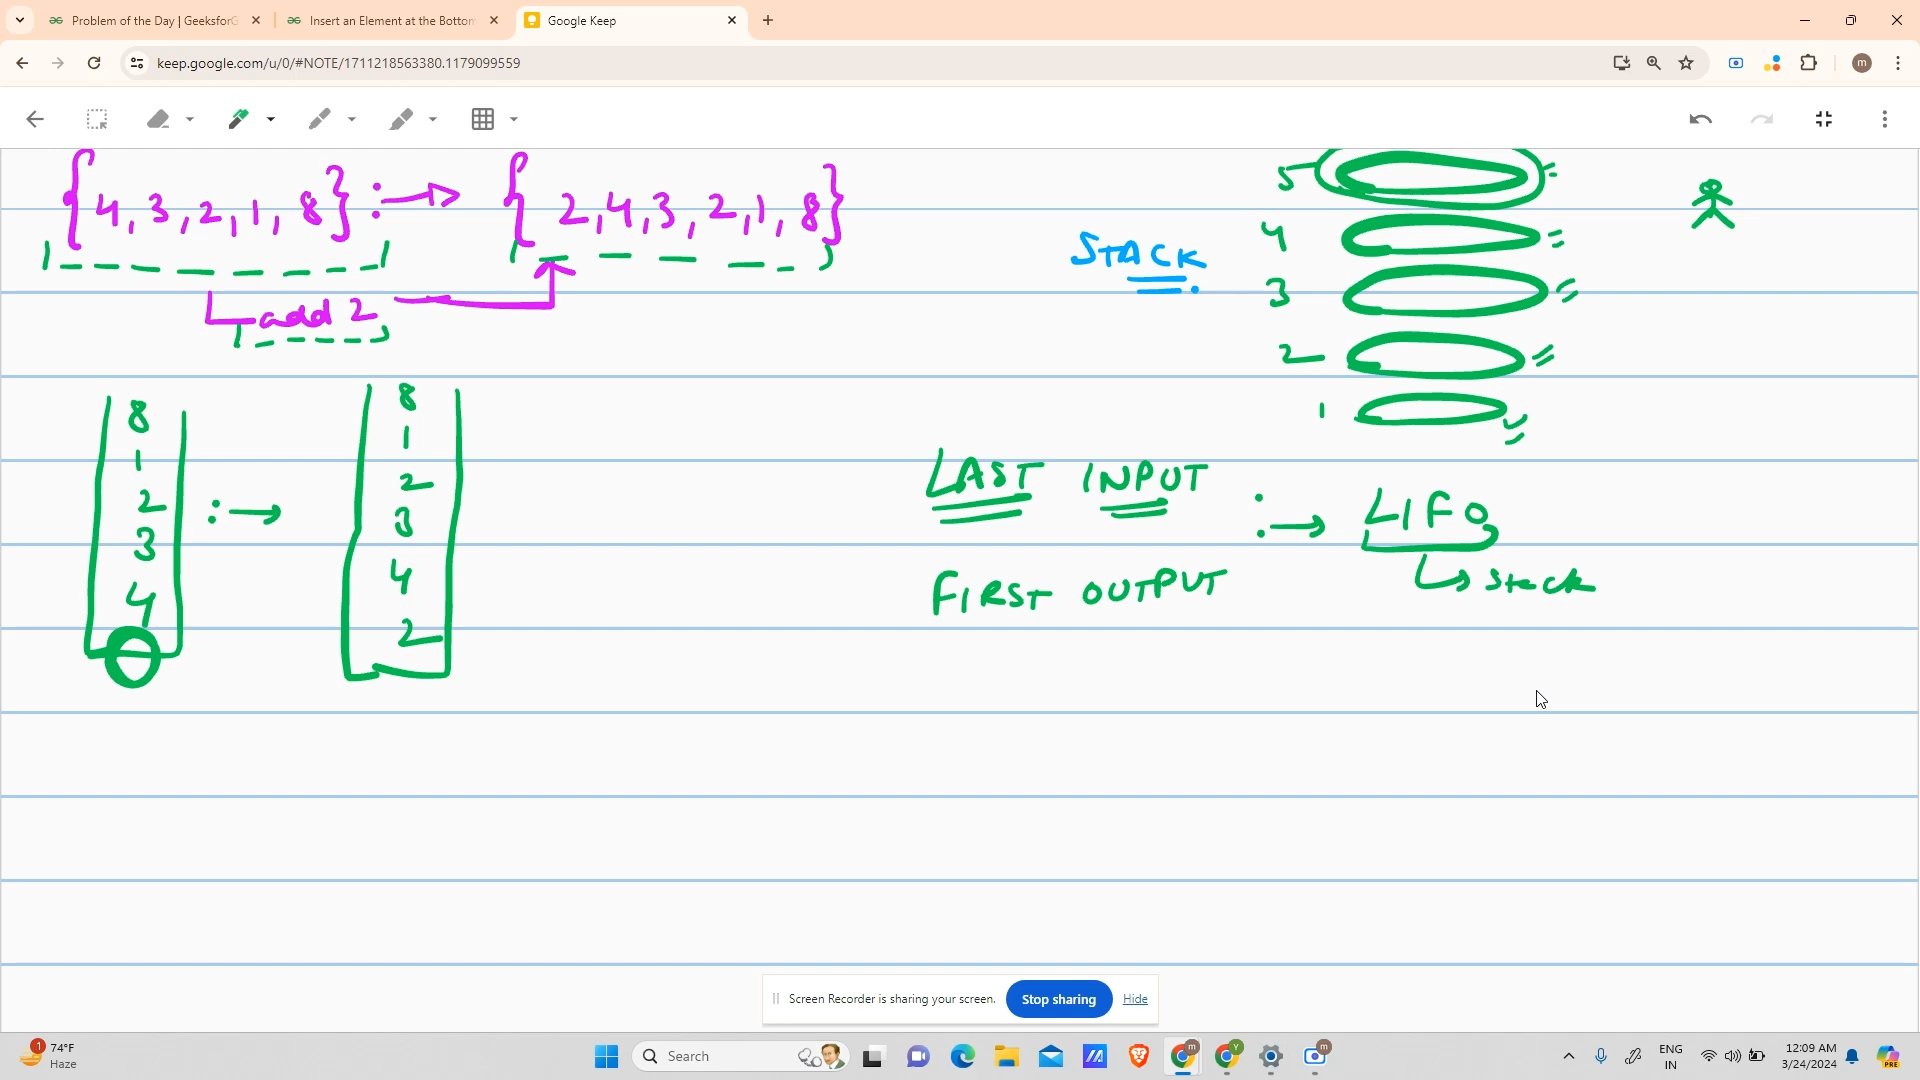 Problem of the Day | GeeksforG
Insert an Element at the Bottom
Google Keep
keep.google.com/u/0/#NOTE/1711218563380.1179099559
{4, 3, 2, 1, 8} :→ { 2,4,3,2,1,8}
add 2
STACK
5
4
3
2
1
8
1
2
3
4
:→
8
1
2
3
4
2
LAST INPUT
FIRST OUTPUT
:→ LIFO
↳ stack
Screen Recorder is sharing your screen.
Stop sharing
Hide
1
74°F
Haze
Search
ENG
IN
12:09 AM
3/24/2024
PRE